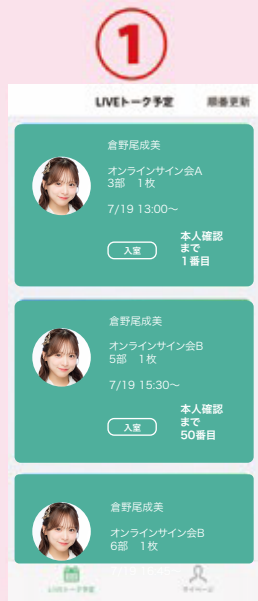 1
LIVEトーク予定 順番更新
倉野尾成美
オンラインサイン会A
3部 1枚
7/19 13:00〜
入室
本人確認
まで
1番目
倉野尾成美
オンラインサイン会B
5部 1枚
7/19 15:30〜
入室
本人確認
まで
50番目
倉野尾成美
オンラインサイン会B
6部 1枚
LIVEトーク予定 マイページ